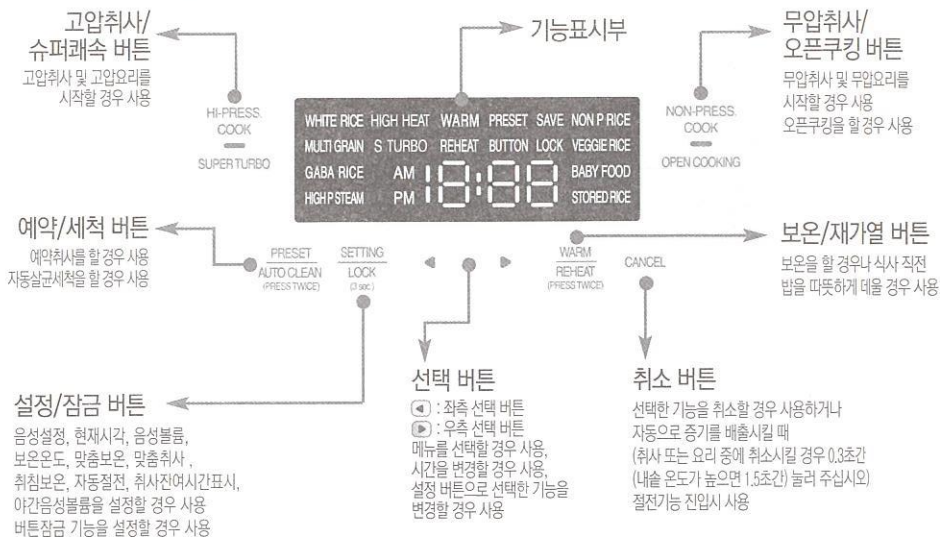 고압취사/
슈퍼쾌속 버튼
고압취사 및 고압요리를
시작할 경우 사용
기능표시부
무압취사/
오픈쿠킹 버튼
무압취사 및 무압요리를
시작할 경우 사용
오픈쿠킹을 할 경우 사용
HI-PRESS.
COOK
SUPER TURBO
WHITE RICE HIGH HEAT WARM PRESET SAVE NON P RICE
MULTI GRAIN S TURBO REHEAT BUTTON LOCK VEGGIE RICE
GABA RICE AM 18:88 BABY FOOD
HIGH P STEAM PM STORED RICE
NON-PRESS.
COOK
OPEN COOKING
예약/세척 버튼
예약취사를 할 경우 사용
자동살균세척을 할 경우 사용
PRESET
AUTO CLEAN
(PRESS TWICE)
SETTING
LOCK
(3 sec.)
◀ ▶
WARM
REHEAT
(PRESS TWICE)
CANCEL
보온/재가열 버튼
보온을 할 경우나 식사 직전
밥을 따뜻하게 데울 경우 사용
설정/잠금 버튼
음성설정, 현재시각, 음성볼륨,
보온온도, 맞춤보온, 맞춤취사 ,
취침보온, 자동절전, 취사잔여시간표시,
야간음성볼륨을 설정할 경우 사용
버튼잠금 기능을 설정할 경우 사용
선택 버튼
◀ : 좌측 선택 버튼
▶ : 우측 선택 버튼
메뉴를 선택할 경우 사용,
시간을 변경할 경우 사용,
설정 버튼으로 선택한 기능을
변경할 경우 사용
취소 버튼
선택한 기능을 취소할 경우 사용하거나
자동으로 증기를 배출시킬 때
(취사 또는 요리 중에 취소시킬 경우 0.3초간
(내솥 온도가 높으면 1.5초간) 눌러 주십시오)
절전기능 진입시 사용